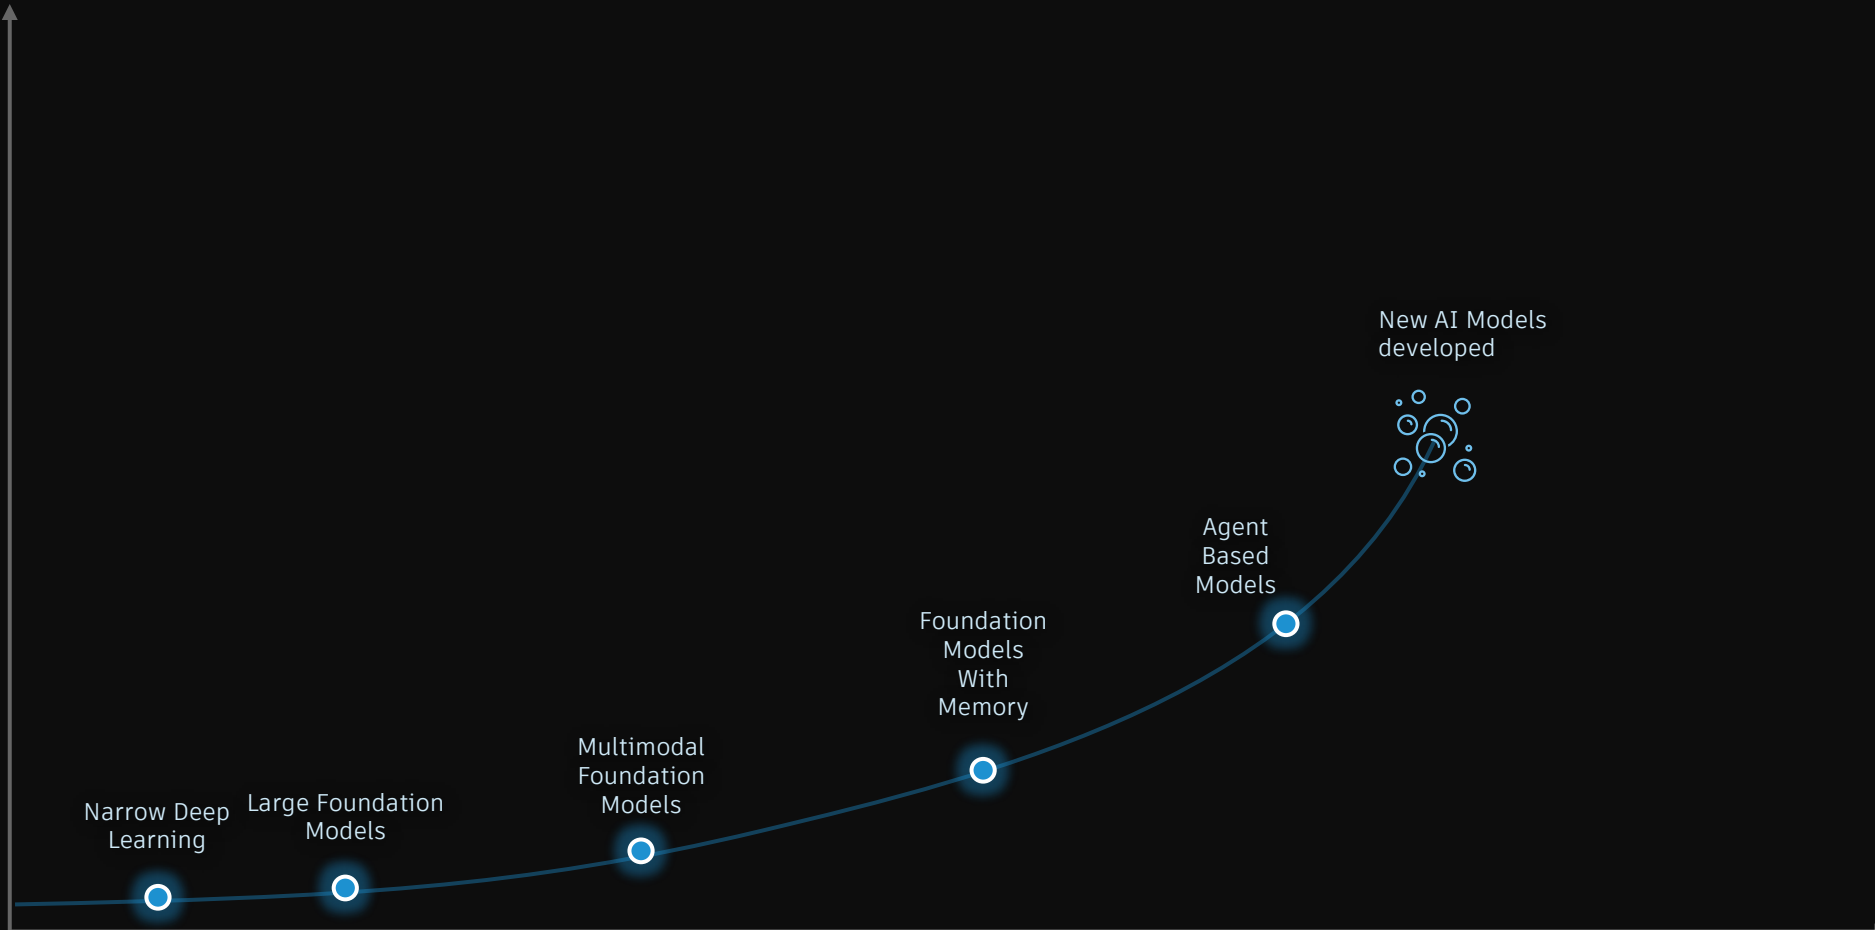 New AI Models
developed
Agent
Based
Models
Foundation
Models
With
Memory
Multimodal
Foundation
Models
Large Foundation
Models
Narrow Deep
Learning